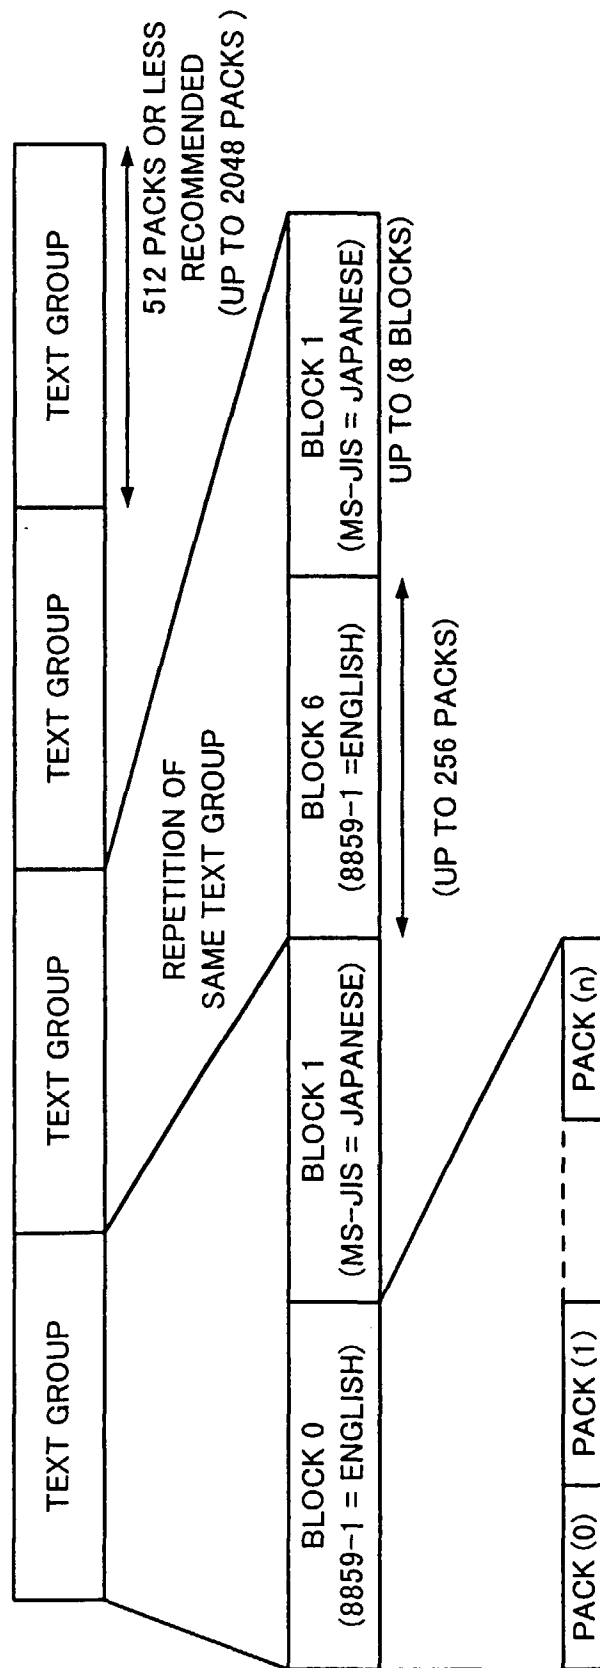 TEXT GROUP
TEXT GROUP
TEXT GROUP
TEXT GROUP
512 PACKS OR LESS
RECOMMENDED
(UP TO 2048 PACKS )
REPETITION OF
SAME TEXT GROUP
BLOCK 0
(8859-1 = ENGLISH)
BLOCK 1
(MS-JIS = JAPANESE)
BLOCK 6
(8859-1 =ENGLISH)
BLOCK 1
(MS-JIS = JAPANESE)
UP TO (8 BLOCKS)
(UP TO 256 PACKS)
PACK (0)
PACK (1)
PACK (n)